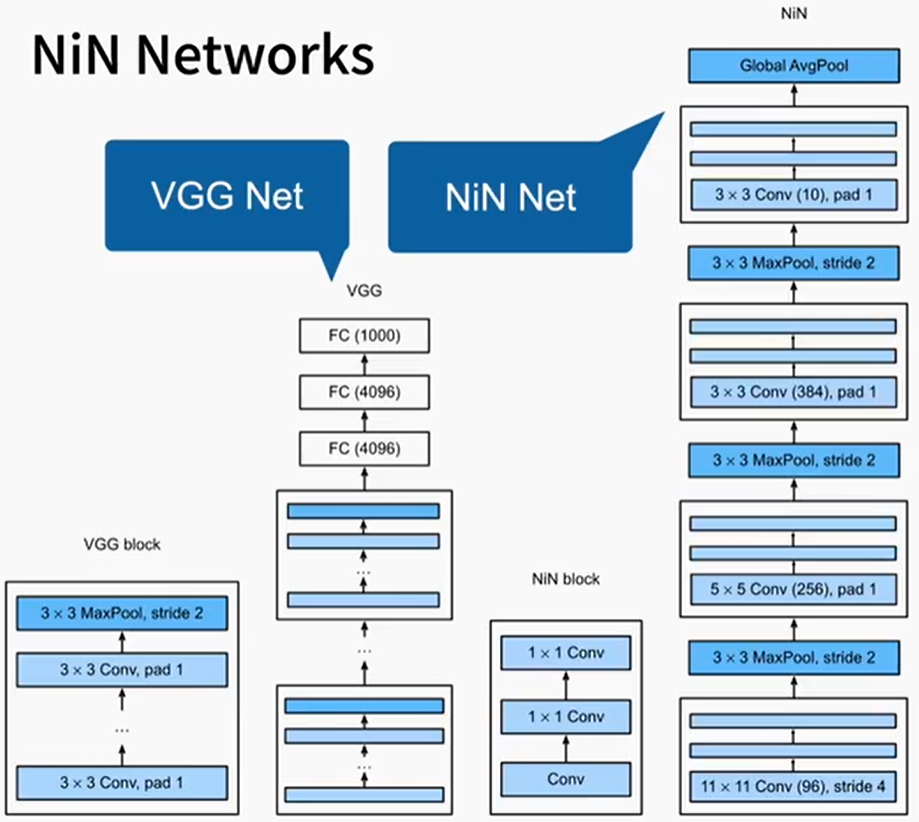 NiN Networks
VGG Net
NiN Net
VGG block
3 × 3 MaxPool, stride 2
3 × 3 Conv, pad 1
...
3 × 3 Conv, pad 1
VGG
FC (1000)
FC (4096)
FC (4096)
...
...
...
NiN block
1 × 1 Conv
1 × 1 Conv
Conv
NiN
Global AvgPool
3 × 3 Conv (10), pad 1
3 × 3 MaxPool, stride 2
3 × 3 Conv (384), pad 1
3 × 3 MaxPool, stride 2
5 × 5 Conv (256), pad 1
3 × 3 MaxPool, stride 2
11 × 11 Conv (96), stride 4